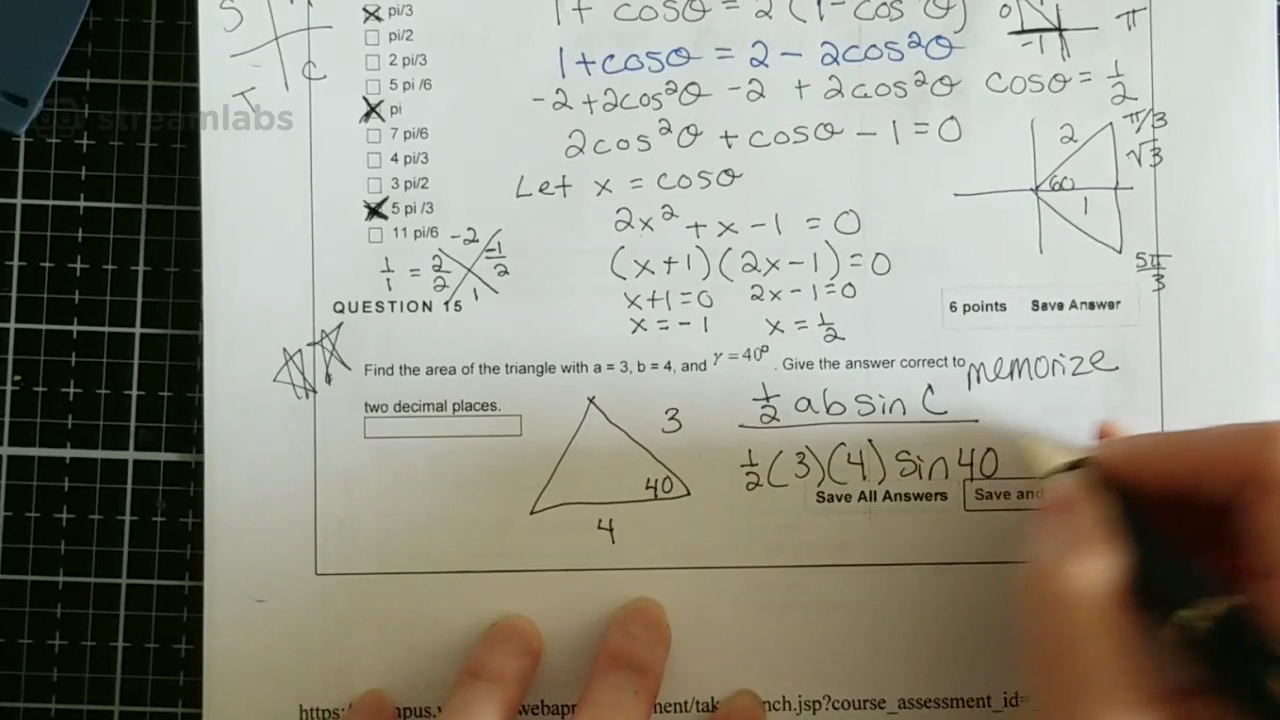 S
C
T
streamlabs
pi/3
pi/2
2 pi/3
5 pi /6
pi
7 pi/6
4 pi/3
3 pi/2
5 pi /3
11 pi/6
1/1 = 2/2
-2
-1/2
1
1 + cosθ = 2 (1 - cos²θ)
1 + cosθ = 2 - 2cos²θ
-2 + 2cos²θ -2 + 2cos²θ
2cos²θ + cosθ - 1 = 0
Let x = cosθ
2x² + x - 1 = 0
(x+1)(2x-1) = 0
x+1=0 2x-1=0
x = -1 x = 1/2
0
-1
π
cosθ = 1/2
π/3
2
√3
60
1
5π/3
QUESTION 15
6 points Save Answer
Find the area of the triangle with a = 3, b = 4, and γ = 40° . Give the answer correct to
two decimal places.
memorize
3
40
4
1/2 ab sin C
1/2 (3)(4) sin 40
Save All Answers Save and